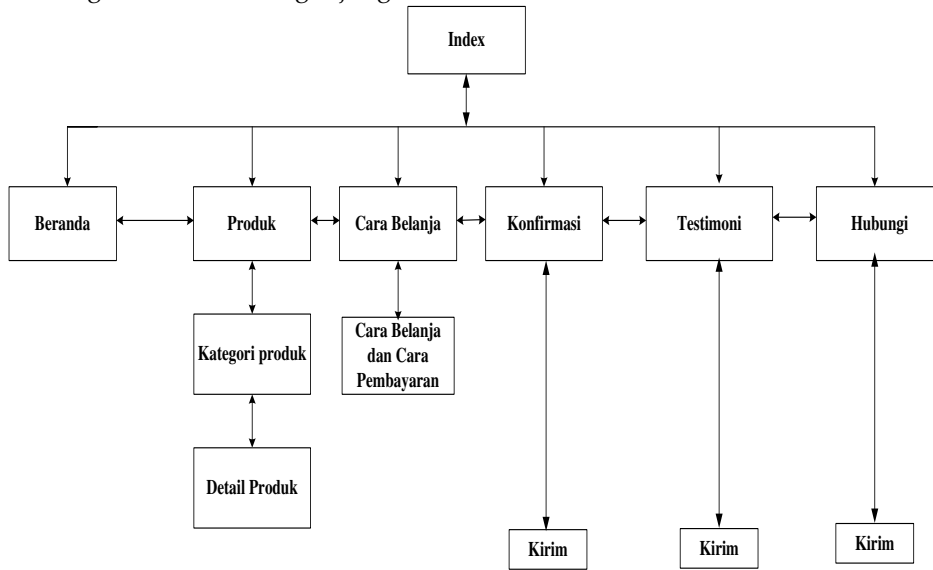 Index
Beranda
Produk
Cara Belanja
Konfirmasi
Testimoni
Hubungi
Kategori produk
Cara Belanja
dan Cara
Pembayaran
Detail Produk
Kirim
Kirim
Kirim